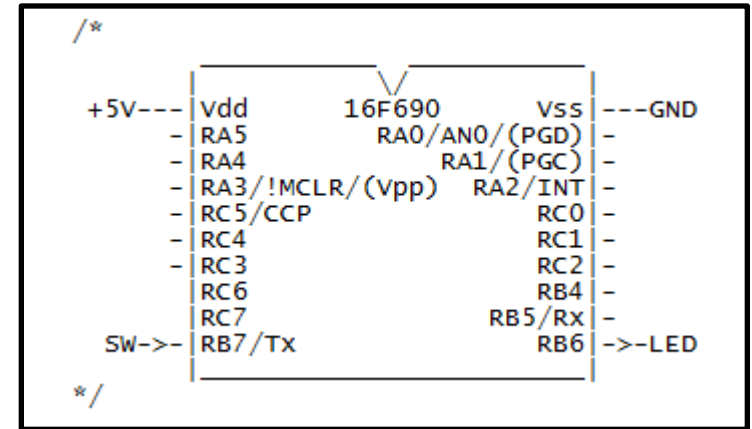 /*
+5V---|Vdd 16F690 Vss|---GND
-|RA5 RA0/AN0/(PGD)|-
-|RA4 RA1/(PGC)|-
-|RA3/!MCLR/(Vpp) RA2/INT|-
-|RC5/CCP RC0|-
-|RC4 RC1|-
-|RC3 RC2|-
|RC6 RB4|-
|RC7 RB5/Rx|-
SW->-|RB7/Tx RB6|->-LED
*/